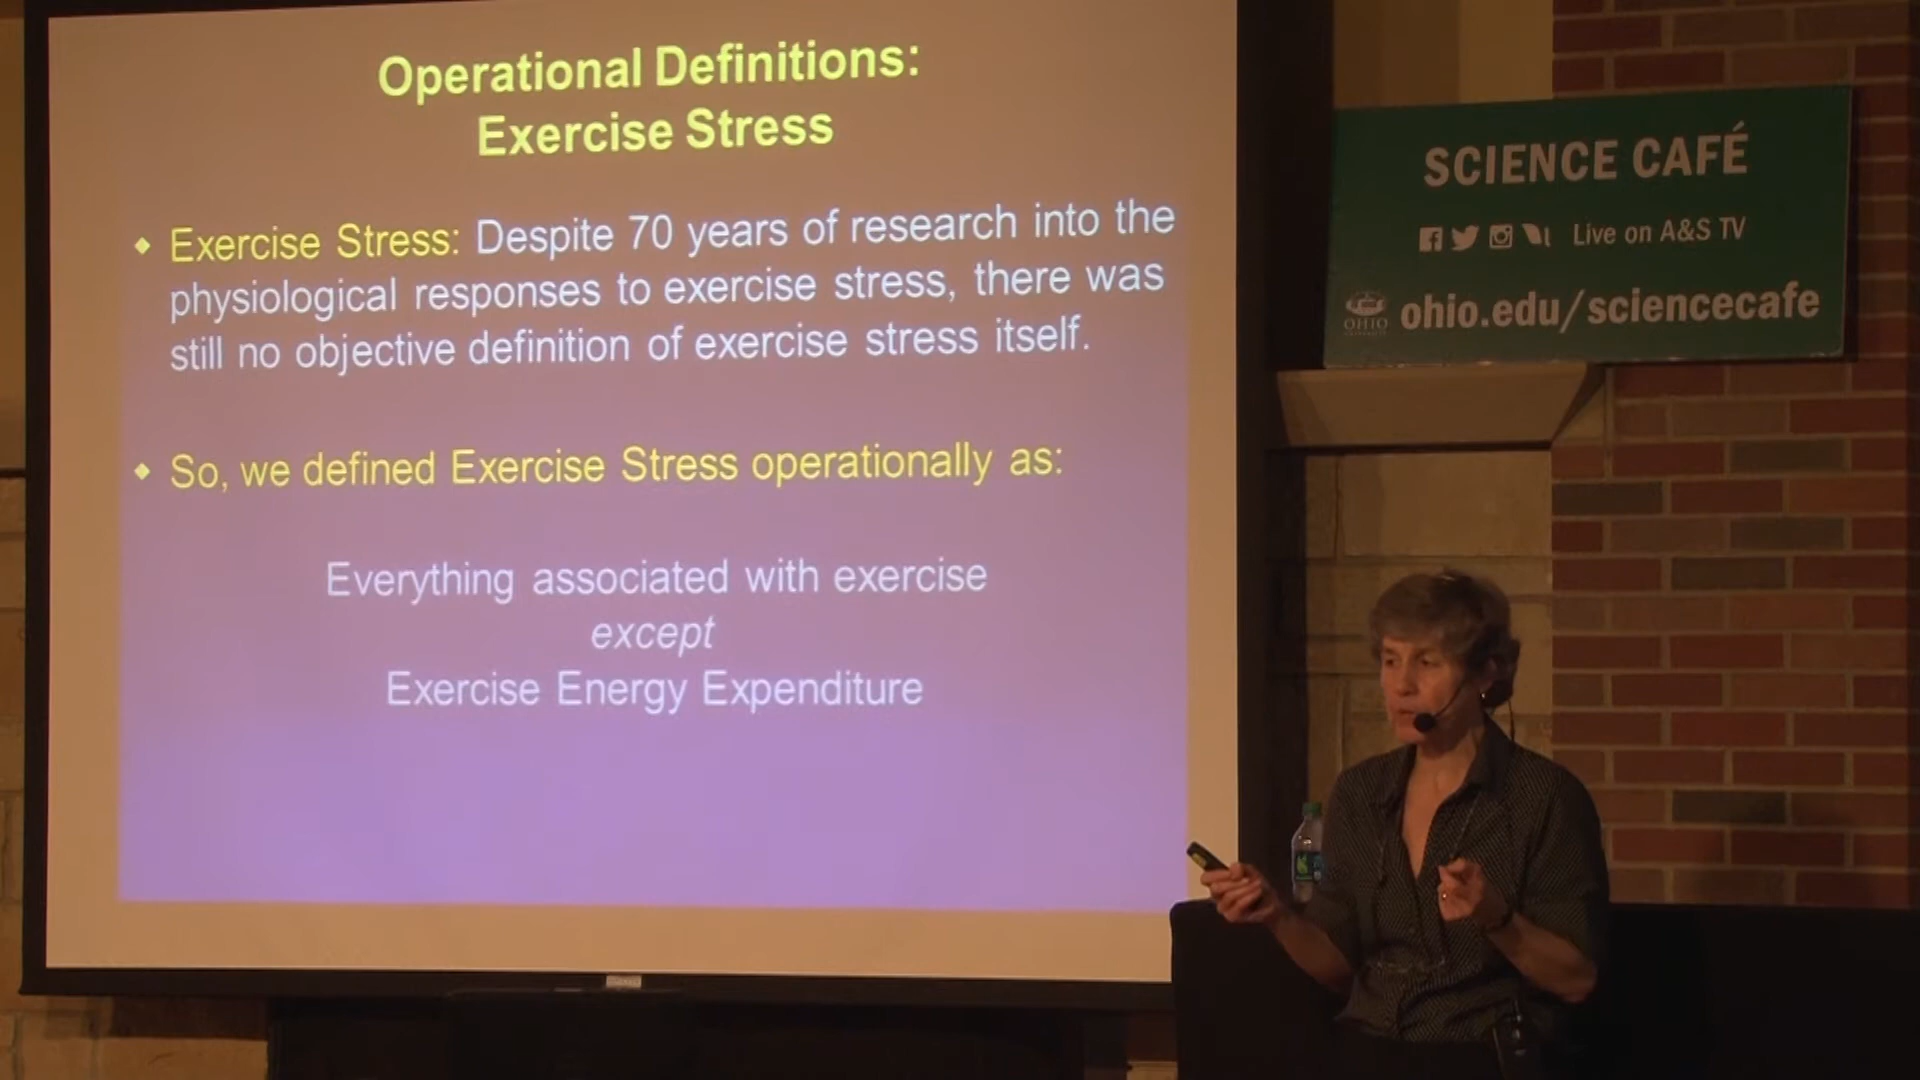 Operational Definitions:
Exercise Stress
Exercise Stress: Despite 70 years of research into the
physiological responses to exercise stress, there was
still no objective definition of exercise stress itself.
So, we defined Exercise Stress operationally as:
Everything associated with exercise
except
Exercise Energy Expenditure
SCIENCE CAFÉ
Live on A&S TV
OHIO
ohio.edu/sciencecafe